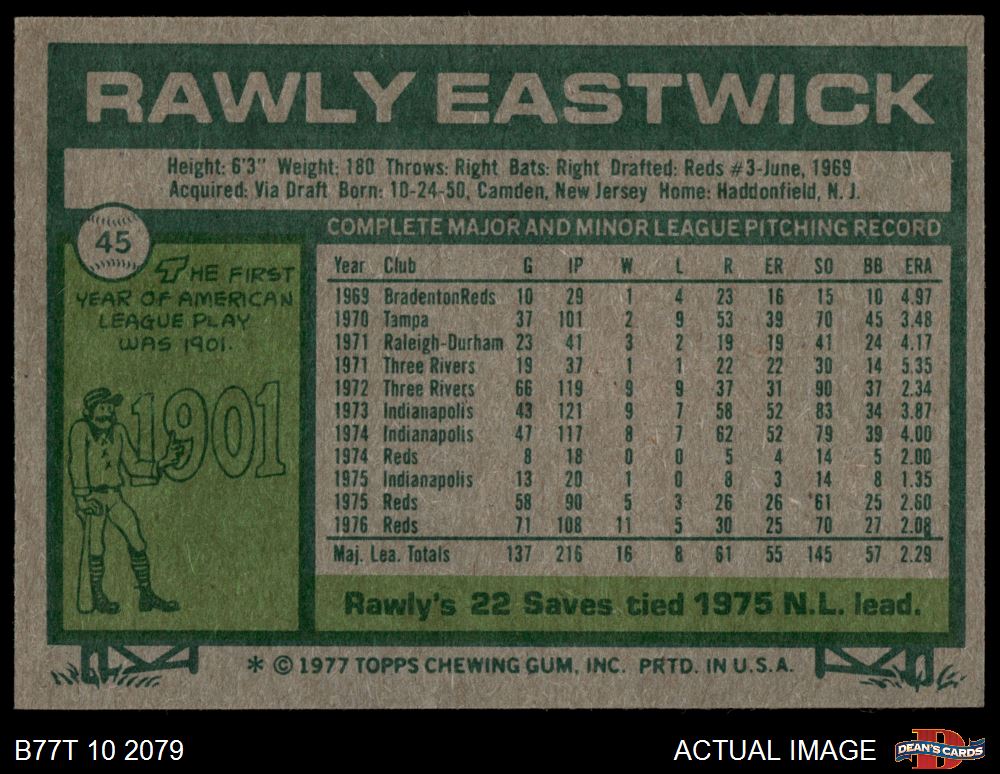 RAWLY EASTWICK
Height: 6'3" Weight: 180 Throws: Right Bats: Right Drafted: Reds #3-June, 1969
Acquired: Via Draft Born: 10-24-50, Camden, New Jersey Home: Haddonfield, N. J.
45
THE FIRST
YEAR OF AMERICAN
LEAGUE PLAY
WAS 1901.
1901
COMPLETE MAJOR AND MINOR LEAGUE PITCHING RECORD
Year Club G IP W L R ER SO BB ERA
1969 BradentonReds 10 29 1 4 23 16 15 10 4.97
1970 Tampa 37 101 2 9 53 39 70 45 3.48
1971 Raleigh-Durham 23 41 3 2 19 19 41 24 4.17
1971 Three Rivers 19 37 1 1 22 22 30 14 5.35
1972 Three Rivers 66 119 9 9 37 31 90 37 2.34
1973 Indianapolis 43 121 9 7 58 52 83 34 3.87
1974 Indianapolis 47 117 8 7 62 52 79 39 4.00
1974 Reds 8 18 0 0 5 4 14 5 2.00
1975 Indianapolis 13 20 1 0 8 3 14 8 1.35
1975 Reds 58 90 5 3 26 26 61 25 2.60
1976 Reds 71 108 11 5 30 25 70 27 2.08
Maj. Lea. Totals 137 216 16 8 61 55 145 57 2.29
Rawly's 22 Saves tied 1975 N.L. lead.
* © 1977 TOPPS CHEWING GUM, INC. PRTD. IN U.S.A.
B77T 10 2079
ACTUAL IMAGE
D
DEAN'S CARDS